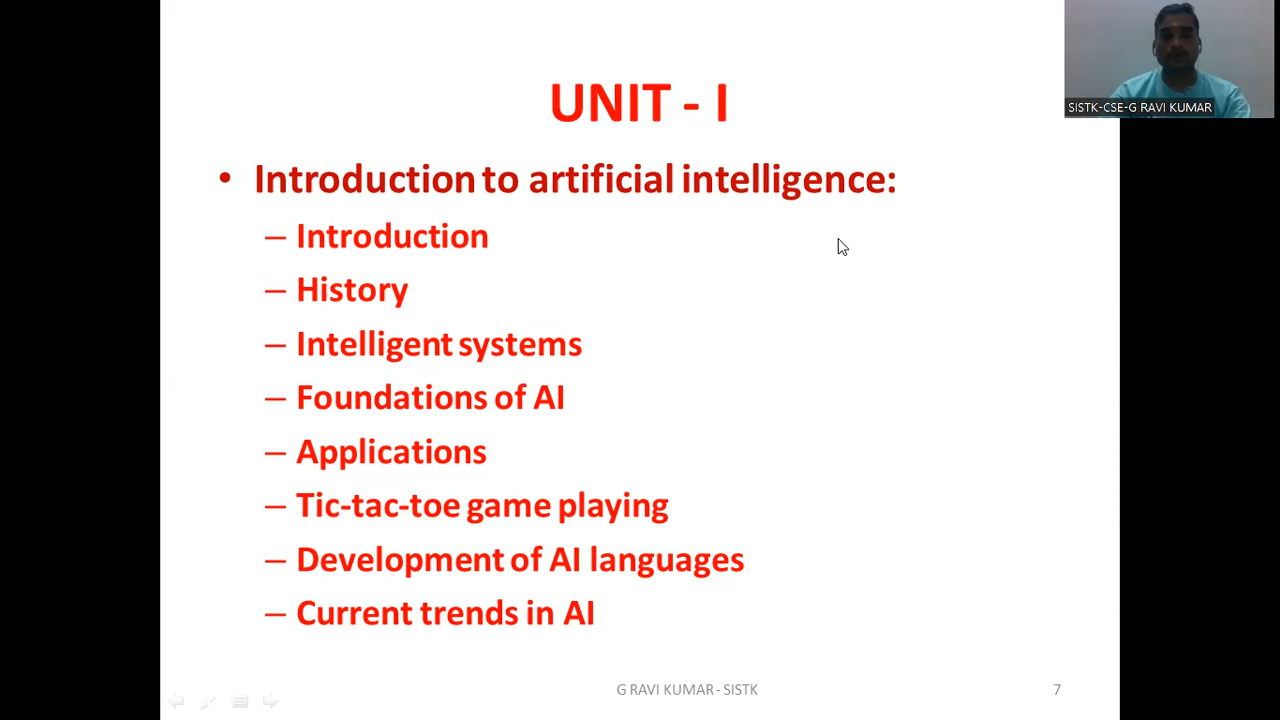 SISTK-CSE-G RAVI KUMAR
UNIT - I
• Introduction to artificial intelligence:
– Introduction
– History
– Intelligent systems
– Foundations of AI
– Applications
– Tic-tac-toe game playing
– Development of AI languages
– Current trends in AI
G RAVI KUMAR - SISTK
7